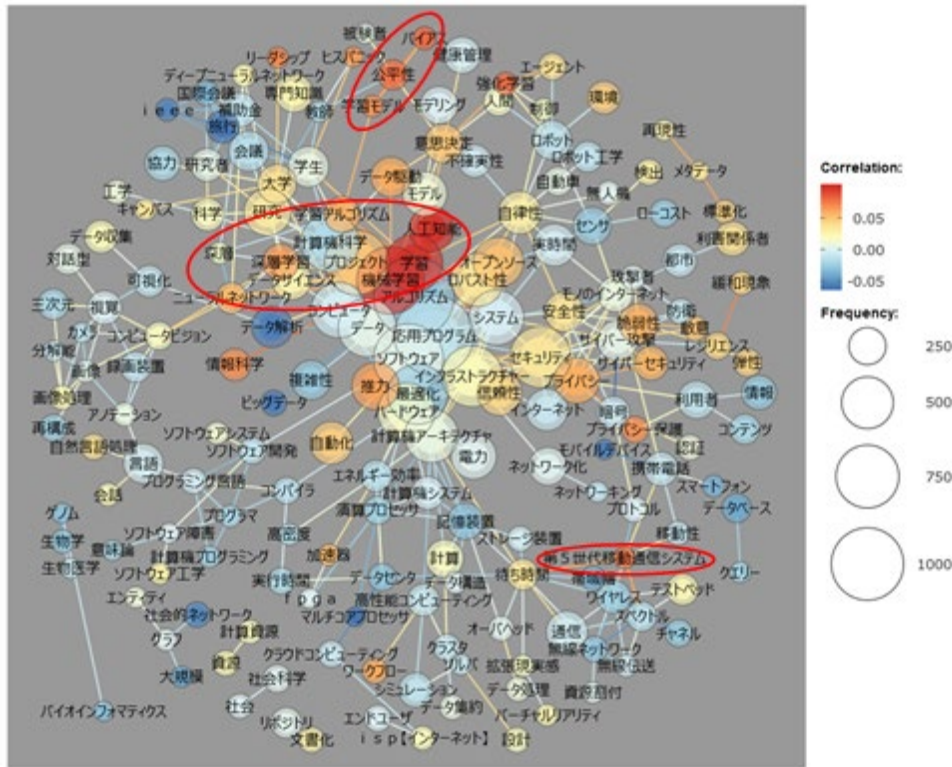 被験者 バイアス
リーダシップ ヒスパニック 健康管理
ディープニューラルネットワーク 公平性 エージェント
国際会議 専門知識 強化学習
ieee 補助金 教師 学習モデル モデリング 人間 環境
旅行 制御 再現性
会議 意思決定 ロボット
協力 研究者 学生 不確実性 ロボット工学 メタデータ
データ駆動 検出
工学 大学 自動車
キャンパス モデル 無人機
科学 研究 学習アルゴリズム 自律性 ローコスト 標準化
データ収集 人工知能 センサ 利害関係者
対話型 深層 計算機科学 実時間
深層学習 プロジェクト 学習 オープンソース 都市
可視化 データサイエンス 機械学習 ロバスト性 攻撃者 緩和現象
三次元 視覚 ニューラルネットワーク アルゴリズム モノのインターネット
カメラ コンピュータ システム 安全性 防衛
分解能 コンピュータビジョン データ解析 データ 応用プログラム 脆弱性 敵意
画像 録画装置 サイバー攻撃 レジリエンス
情報科学 ソフトウェア セキュリティ
画像処理 複雑性 推力 インフラストラクチャー サイバーセキュリティ 弾性
アノテーション 最適化 信頼性 プライバシー
再構成 ビッグデータ ハードウェア インターネット 暗号 利用者 情報
自然言語処理 ソフトウェアシステム 自動化 計算機アーキテクチャ プライバシー保護 コンテンツ
ソフトウェア開発 モバイルデバイス 認証
言語 電力 ネットワーク化 携帯電話
会話 プログラミング言語 コンパイラ エネルギー効率 スマートフォン
ゲノム 計算機システム ネットワーキング データベース
プログラマ 演算プロセッサ プロトコル
生物学 ソフトウェア障害 高密度 記憶装置 移動性
意味論 ストレージ装置
計算機プログラミング 加速器 計算 第5世代移動通信システム
生物医学 ソフトウェア工学 実行時間 データセンタ データ構造 待ち時間 帯域幅 クエリー
エンティティ fpga 高性能コンピューティング ワイヤレス テストベッド
社会的ネットワーク マルチコアプロセッサ スペクトル
計算資源 オーバヘッド 通信 チャネル
グラフ クラウドコンピューティング クラスタ 無線ネットワーク
資源 ワークフロー ソルバ 拡張現実感 無線伝送
大規模 社会科学 シミュレーション データ処理 資源割付
バイオインフォマティクス 社会 データ集約
リポジトリ エンドユーザ バーチャルリアリティ
文書化 isp【インターネット】 設計
Correlation:
0.05
0.00
-0.05
Frequency:
250
500
750
1000